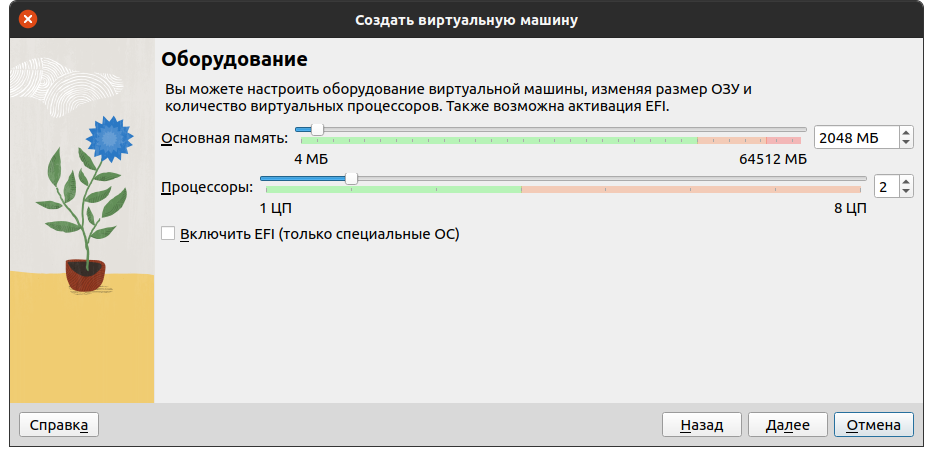 Создать виртуальную машину
Оборудование
Вы можете настроить оборудование виртуальной машины, изменяя размер ОЗУ и
количество виртуальных процессоров. Также возможна активация EFI.
Основная память: 2048 МБ
4 МБ 64512 МБ
Процессоры: 2
1 ЦП 8 ЦП
Включить EFI (только специальные ОС)
Справка Назад Далее Отмена